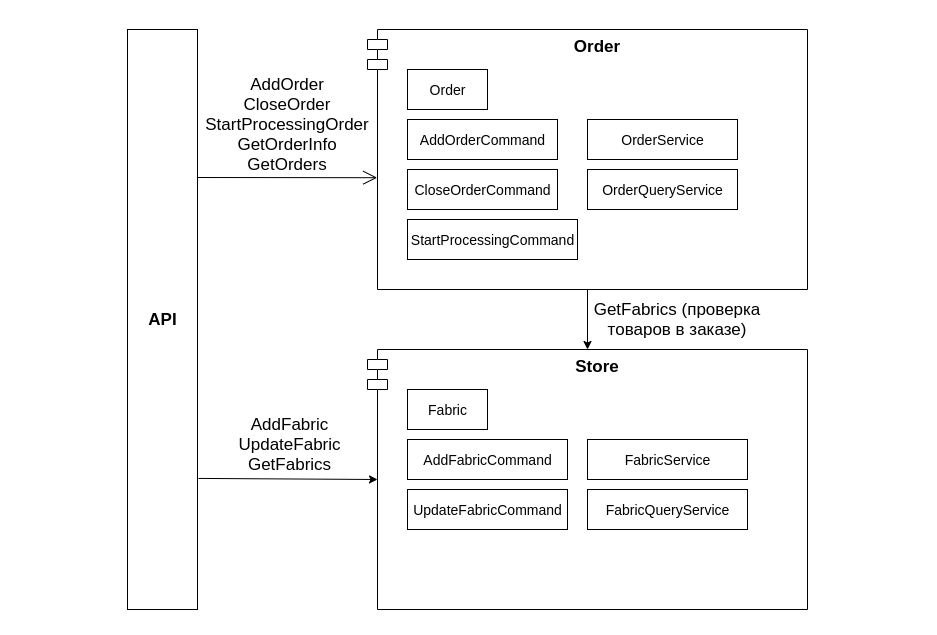 API
AddOrder
CloseOrder
StartProcessingOrder
GetOrderInfo
GetOrders
Order
Order
AddOrderCommand
OrderService
CloseOrderCommand
OrderQueryService
StartProcessingCommand
GetFabrics (проверка
товаров в заказе)
AddFabric
UpdateFabric
GetFabrics
Store
Fabric
AddFabricCommand
FabricService
UpdateFabricCommand
FabricQueryService